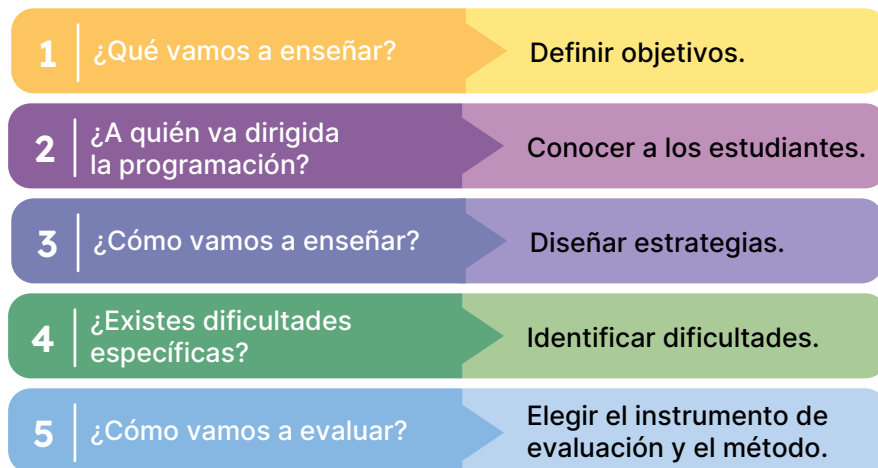 1 ¿Qué vamos a enseñar? Definir objetivos.
2 ¿A quién va dirigida
la programación? Conocer a los estudiantes.
3 ¿Cómo vamos a enseñar? Diseñar estrategias.
4 ¿Existes dificultades
específicas? Identificar dificultades.
5 ¿Cómo vamos a evaluar?
Elegir el instrumento de
evaluación y el método.